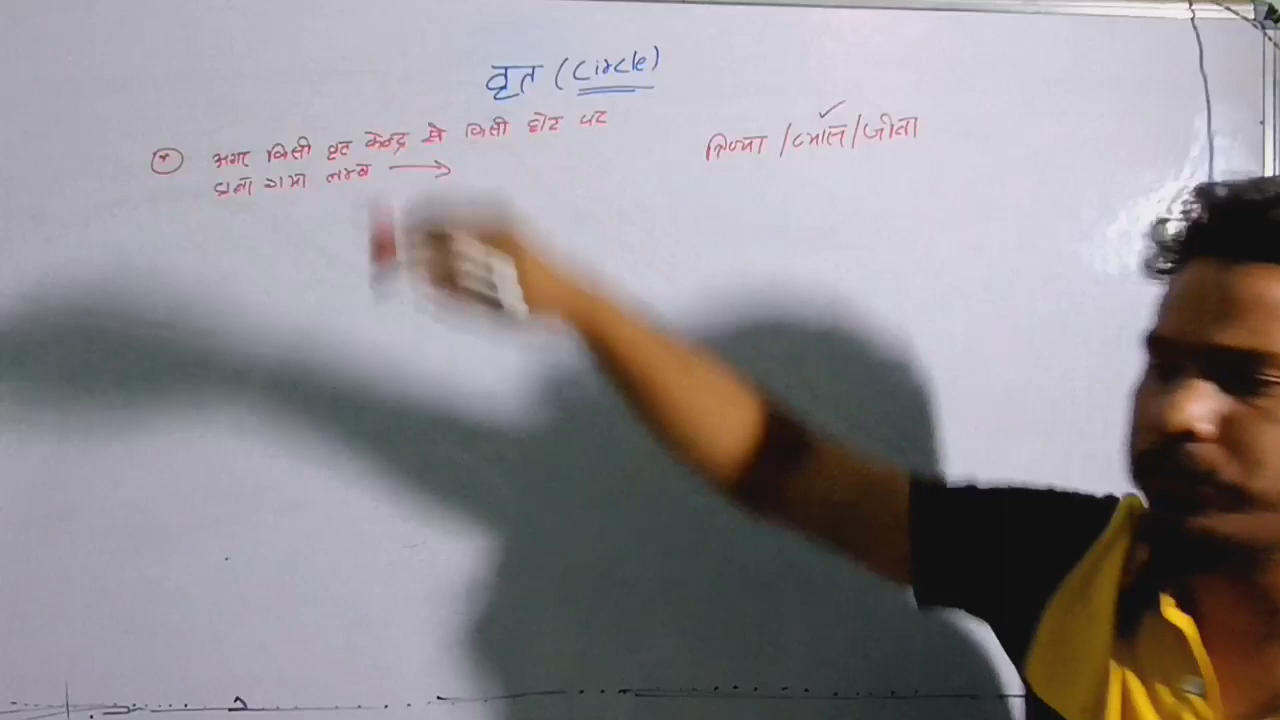 वृत (Circle)
* अगर किसी वृत केन्द्र से किसी छोर पर
डाला गया लम्ब →
त्रिज्या / व्यास / जीवा